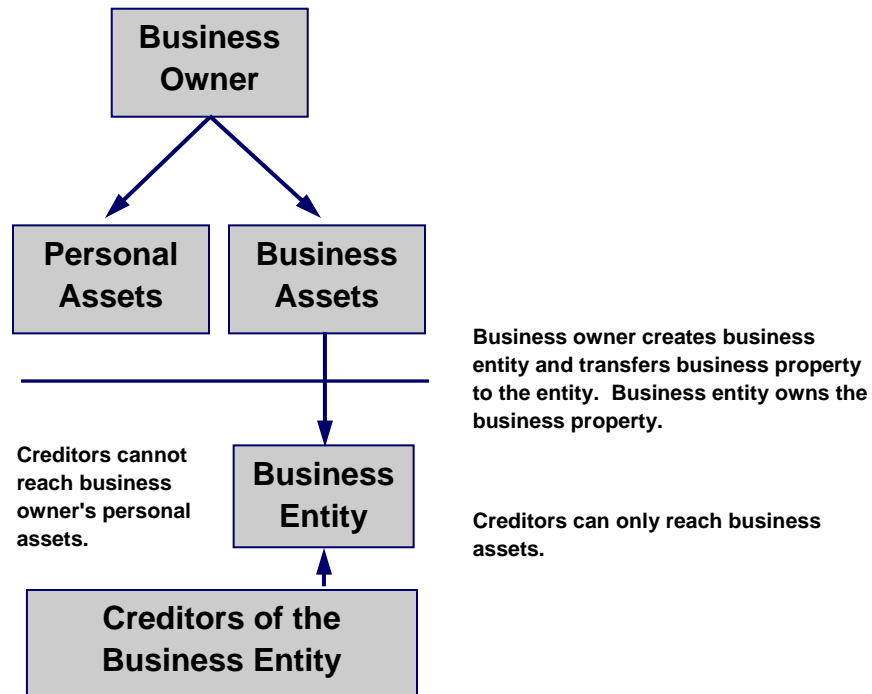 Business
Owner
Personal
Assets
Business
Assets
Business owner creates business
entity and transfers business property
to the entity.  Business entity owns the
business property.
Creditors cannot
reach business
owner's personal
assets.
Business
Entity
Creditors can only reach business
assets.
Creditors of the
Business Entity